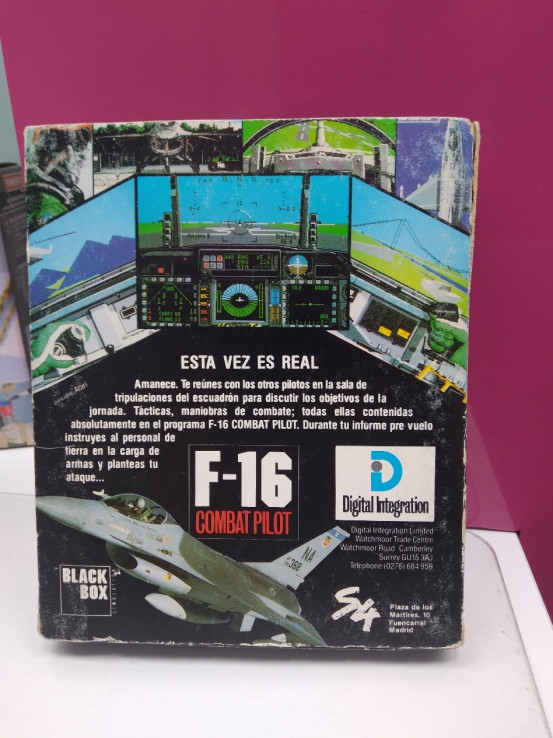 ESTA VEZ ES REAL
Amanece. Te reúnes con los otros pilotos en la sala de
tripulaciones del escuadrón para discutir los objetivos de la
jornada. Tácticas, maniobras de combate; todas ellas contenidas
absolutamente en el programa F-16 COMBAT PILOT. Durante tu informe pre vuelo
instruyes al personal de
tierra en la carga de
armas y planteas tu
ataque...
F-16
COMBAT PILOT
Digital Integration
Digital Integration Limited
Watchmoor Trade Centre
Watchmoor Road Camberley
Surrey GU15 3AJ
Telephone (0276) 684 959
NA
368
BLACK
BOX
S4
Plaza de los
Mártires, 10
Fuencarral
Madrid